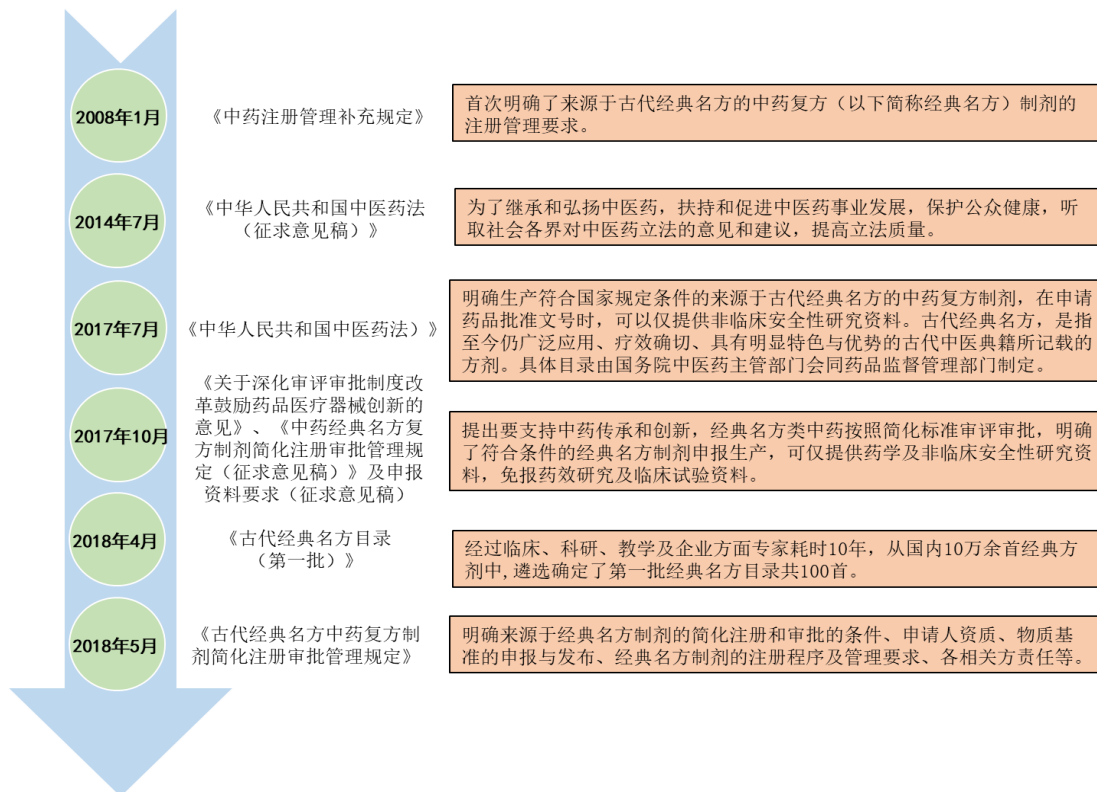 2008年1月
《中药注册管理补充规定》
首次明确了来源于古代经典名方的中药复方（以下简称经典名方）制剂的
注册管理要求。
2014年7月
《中华人民共和国中医药法
（征求意见稿）》
为了继承和弘扬中医药，扶持和促进中医药事业发展，保护公众健康，听
取社会各界对中医药立法的意见和建议，提高立法质量。
2017年7月
《中华人民共和国中医药法）》
明确生产符合国家规定条件的来源于古代经典名方的中药复方制剂，在申请
药品批准文号时，可以仅提供非临床安全性研究资料。古代经典名方，是指
至今仍广泛应用、疗效确切、具有明显特色与优势的古代中医典籍所记载的
方剂。具体目录由国务院中医药主管部门会同药品监督管理部门制定。
2017年10月
《关于深化审评审批制度改
革鼓励药品医疗器械创新的
意见》、《中药经典名方复
方制剂简化注册审批管理规
定（征求意见稿）》及申报
资料要求（征求意见稿）
提出要支持中药传承和创新，经典名方类中药按照简化标准审评审批，明确
了符合条件的经典名方制剂申报生产，可仅提供药学及非临床安全性研究资
料，免报药效研究及临床试验资料。
2018年4月
《古代经典名方目录
（第一批）》
经过临床、科研、教学及企业方面专家耗时10年，从国内10万余首经典方
剂中,遴选确定了第一批经典名方目录共100首。
2018年5月
《古代经典名方中药复方制
剂简化注册审批管理规定》
明确来源于经典名方制剂的简化注册和审批的条件、申请人资质、物质基
准的申报与发布、经典名方制剂的注册程序及管理要求、各相关方责任等。